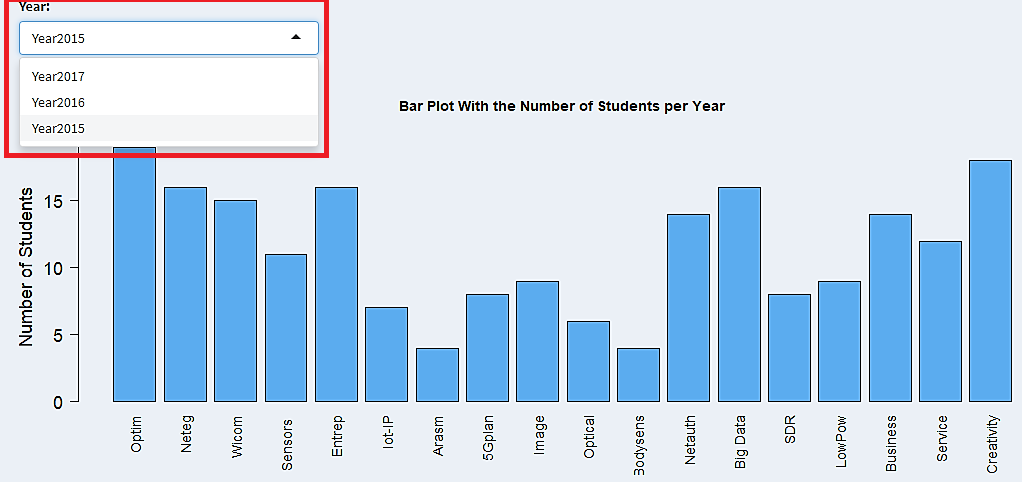 Year:
Year2015
Year2017
Year2016
Year2015
Bar Plot With the Number of Students per Year
Number of Students
15
10
5
0
Optim
Neteg
Wicom
Sensors
Entrep
Iot-IP
Arasm
5Gplan
Image
Optical
Bodysens
Netauth
Big Data
SDR
LowPow
Business
Service
Creativity